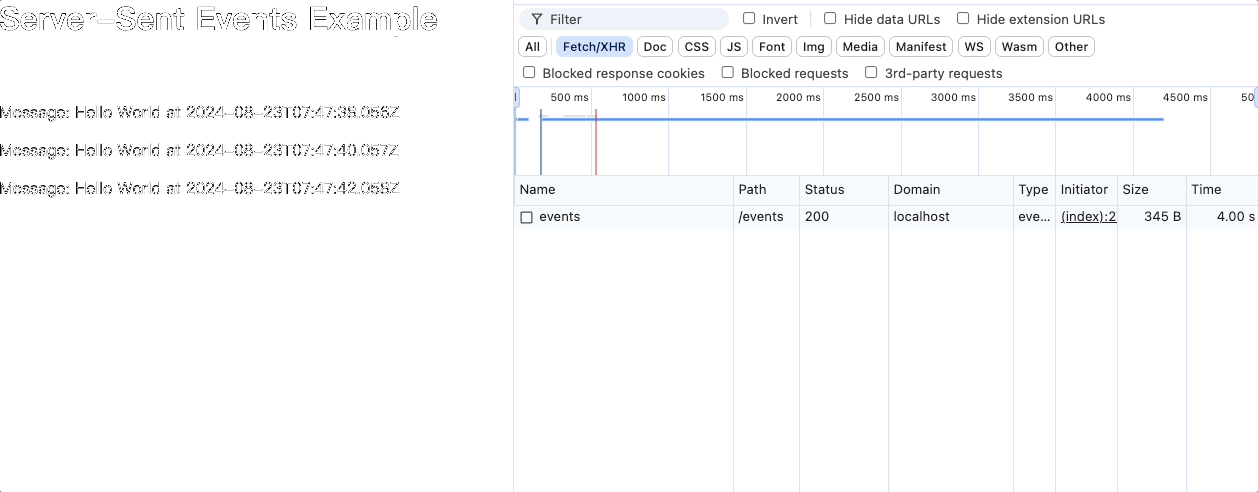 Server-Sent Events Example
Message: Hello World at 2024-08-23T07:47:38.056Z
Message: Hello World at 2024-08-23T07:47:40.057Z
Message: Hello World at 2024-08-23T07:47:42.058Z
Filter Invert Hide data URLs Hide extension URLs
All Fetch/XHR Doc CSS JS Font Img Media Manifest WS Wasm Other
Blocked response cookies Blocked requests 3rd-party requests
500 ms 1000 ms 1500 ms 2000 ms 2500 ms 3000 ms 3500 ms 4000 ms 4500 ms 50
Name Path Status Domain Type Initiator Size Time
events /events 200 localhost eve... (index):2 345 B 4.00 s